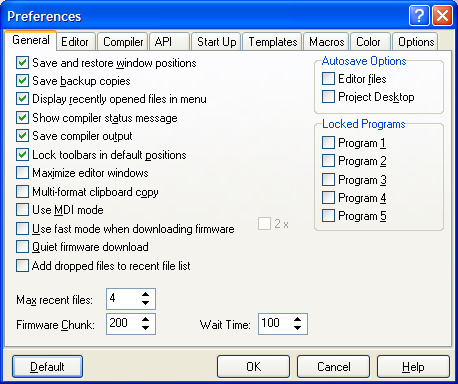 Preferences
General Editor Compiler API Start Up Templates Macros Color Options
Save and restore window positions
Save backup copies
Display recently opened files in menu
Show compiler status message
Save compiler output
Lock toolbars in default positions
Maximize editor windows
Multi-format clipboard copy
Use MDI mode
Use fast mode when downloading firmware 2 x
Quiet firmware download
Add dropped files to recent file list
Autosave Options
Editor files
Project Desktop
Locked Programs
Program 1
Program 2
Program 3
Program 4
Program 5
Max recent files: 4
Firmware Chunk: 200 Wait Time: 100
Default OK Cancel Help